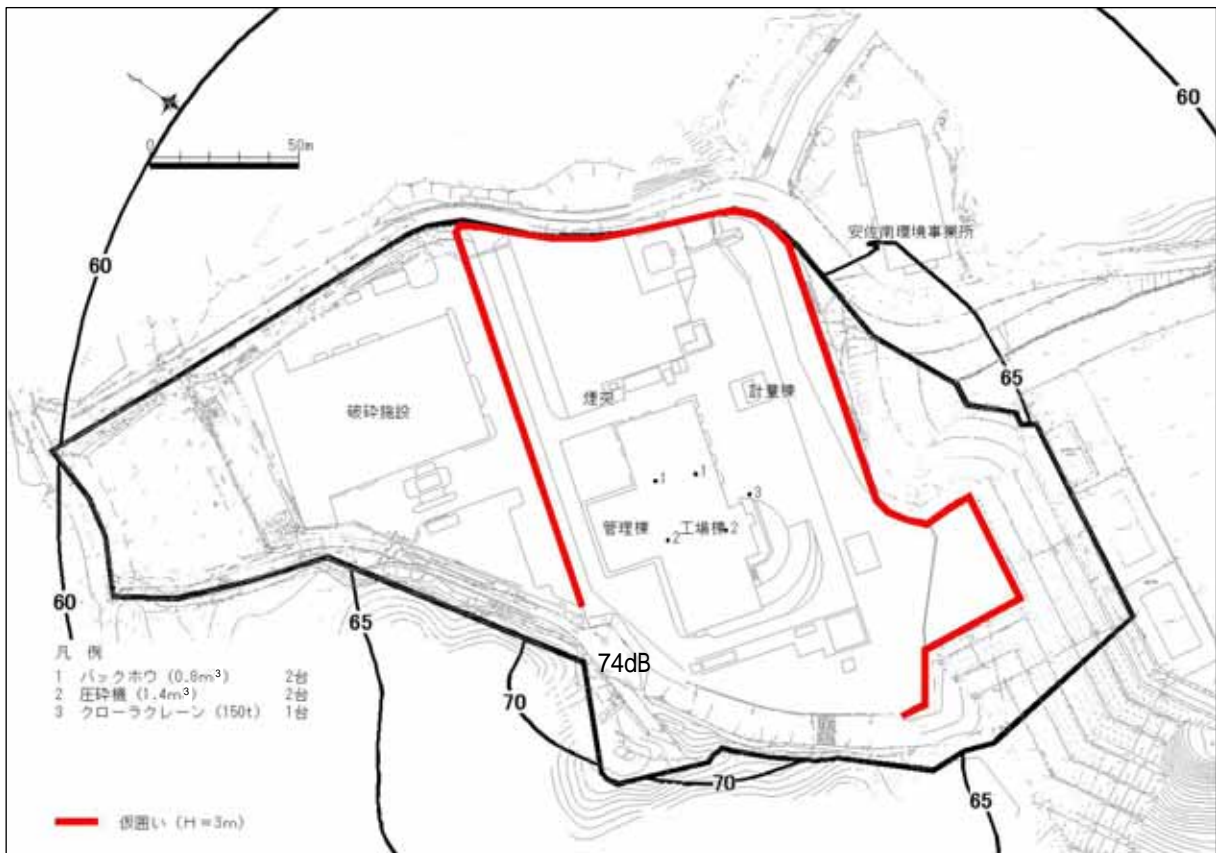 60
60
0 50m
安佐南環境事業所
60
65
破砕施設
煙突
計量棟
1
1
3
管理棟
工場棟
2
2
60
65
74dB
70
70
65
凡 例
1 バックホウ (0.8m³) 2台
2 圧砕機 (1.4m³) 2台
3 クローラクレーン (150t) 1台
仮囲い (H=3m)